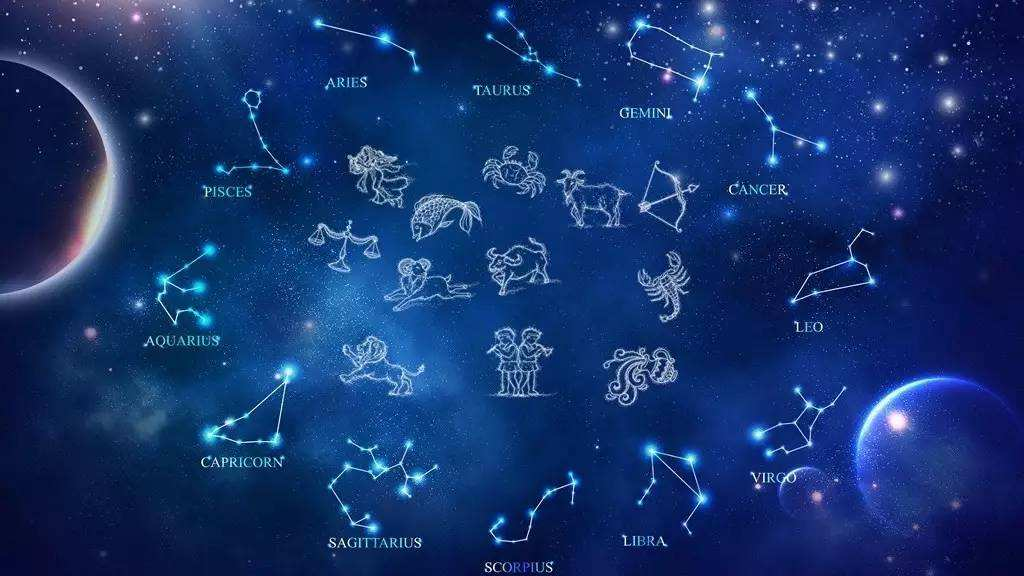 ARIES
TAURUS
GEMINI
PISCES
CANCER
AQUARIUS
LEO
CAPRICORN
VIRGO
SAGITTARIUS
LIBRA
SCORPIUS